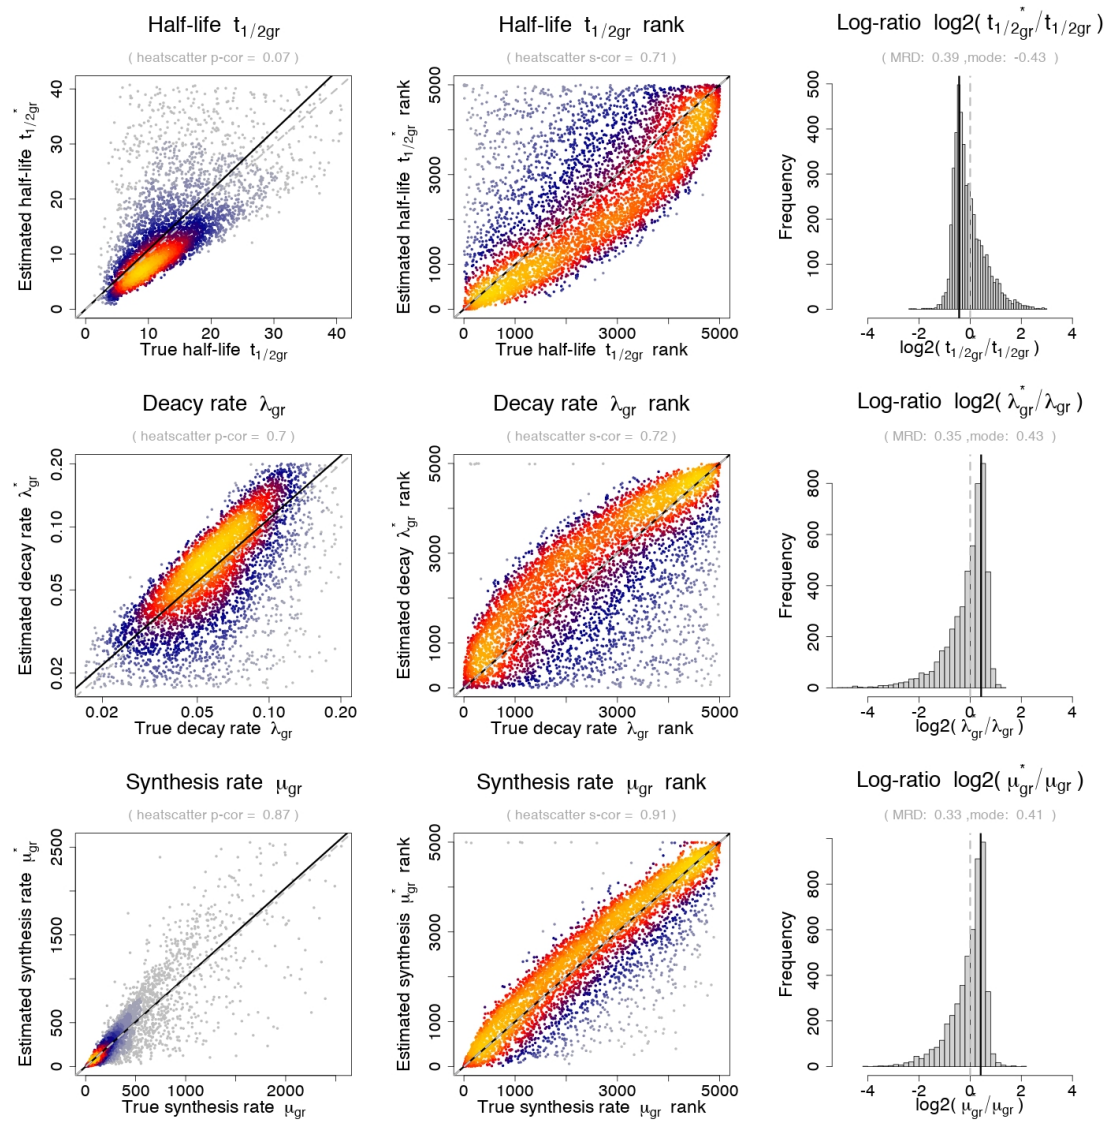 Half-life t1/2gr
( heatscatter p-cor = 0.07 )
Estimated half-life t1/2gr*
0 10 20 30 40
0 10 20 30 40
True half-life t1/2gr
Half-life t1/2gr rank
( heatscatter s-cor = 0.71 )
Estimated half-life t1/2gr* rank
0 1000 3000 5000
0 1000 3000 5000
True half-life t1/2gr rank
Log-ratio log2( t1/2gr*/t1/2gr )
( MRD: 0.39 ,mode: -0.43 )
Frequency
0 100 200 300 400 500
-4 -2 0 2 4
log2( t1/2gr*/t1/2gr )
Deacy rate λgr
( heatscatter p-cor = 0.7 )
Estimated decay rate λgr*
0.02 0.05 0.10 0.20
0.02 0.05 0.10 0.20
True decay rate λgr
Decay rate λgr rank
( heatscatter s-cor = 0.72 )
Estimated decay λgr* rank
0 1000 3000 5000
0 1000 3000 5000
True decay rate λgr rank
Log-ratio log2( λgr*/λgr )
( MRD: 0.35 ,mode: 0.43 )
Frequency
0 200 400 600 800
-4 -2 0 2 4
log2( λgr*/λgr )
Synthesis rate μgr
( heatscatter p-cor = 0.87 )
Estimated synthesis rate μgr*
0 500 1500 2500
0 500 1000 2000
True synthesis rate μgr
Synthesis rate μgr rank
( heatscatter s-cor = 0.91 )
Estimated synthesis μgr* rank
0 1000 3000 5000
0 1000 3000 5000
True synthesis rate μgr rank
Log-ratio log2( μgr*/μgr )
( MRD: 0.33 ,mode: 0.41 )
Frequency
0 200 400 600 800
-4 -2 0 2 4
log2( μgr*/μgr )